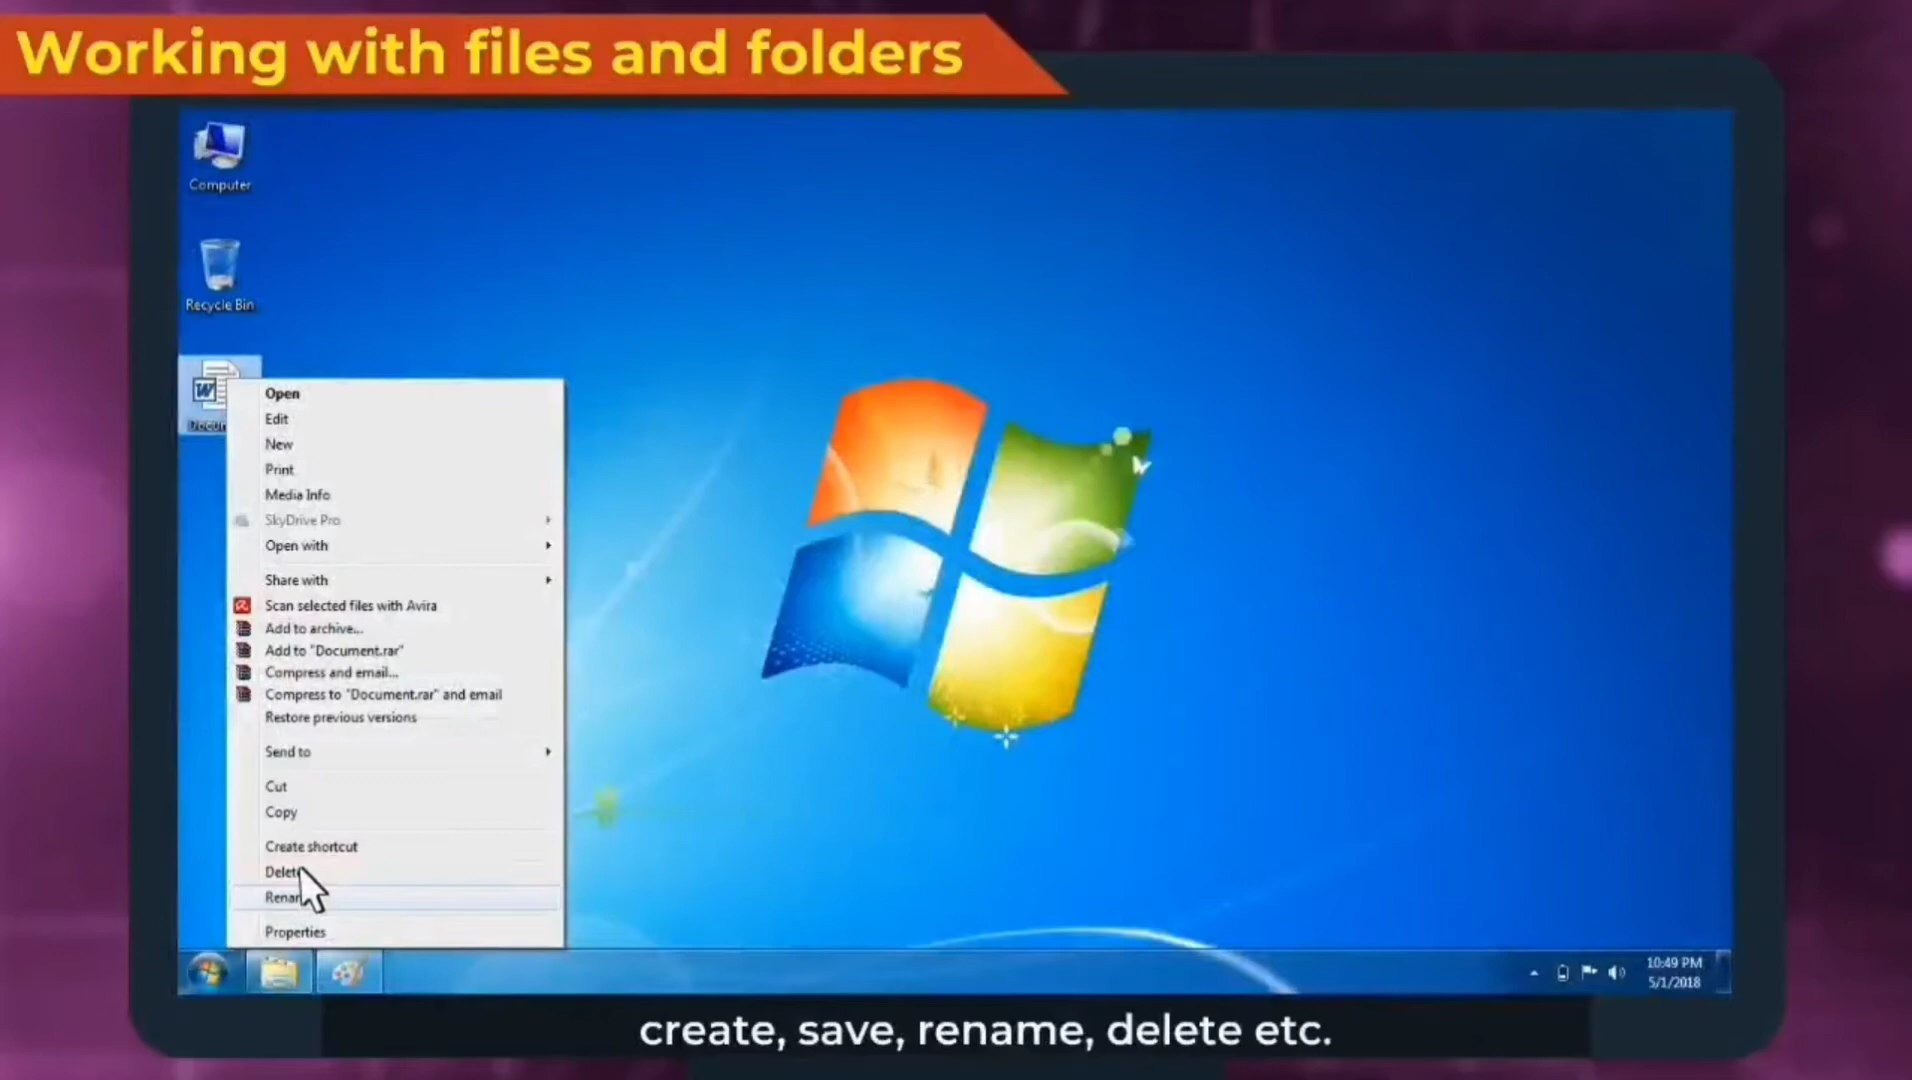 Working with files and folders
Computer
Recycle Bin
Open
Edit
New
Print
Media Info
SkyDrive Pro
Open with
Share with
Scan selected files with Avira
Add to archive...
Add to "Document.rar"
Compress and email...
Compress to "Document.rar" and email
Restore previous versions
Send to
Cut
Copy
Create shortcut
Delete
Properties
10:49 PM
5/1/2018
create, save, rename, delete etc.